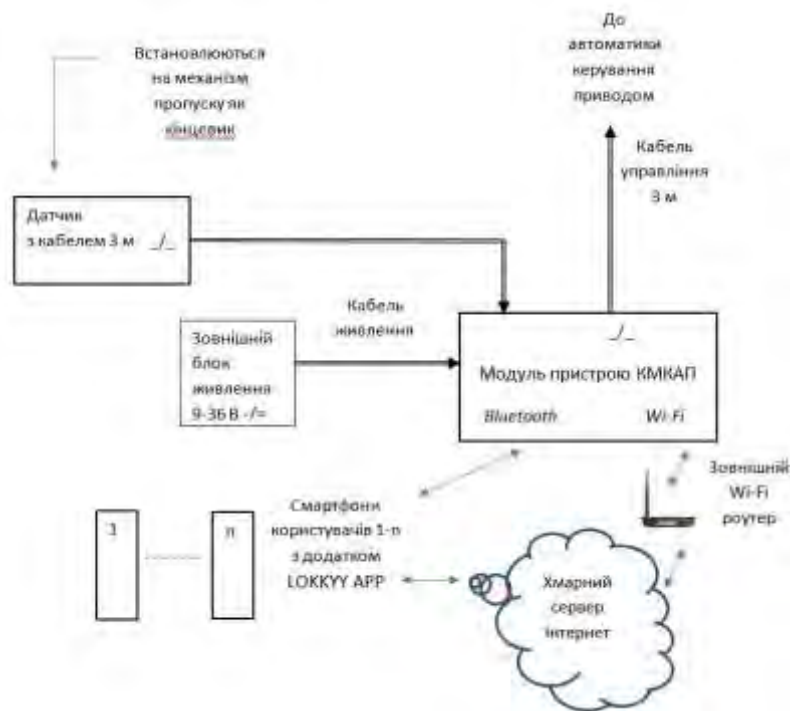 Встановлюються
на механізм
пропуску як
кінцевик
До
автоматики
керування
приводом
Кабель
управління
3 м
Датчик
з кабелем 3 м _/_
Кабель
живлення
Зовнішній
блок
живлення
9-36 В -/=
_/_
Модуль пристрою КМКАП
Bluetooth Wi-Fi
Зовнішній
Wi-Fi
роутер
1
п
Смартфони
користувачів 1-п
з додатком
LOKKYY APP
Хмарний
сервер
Інтернет